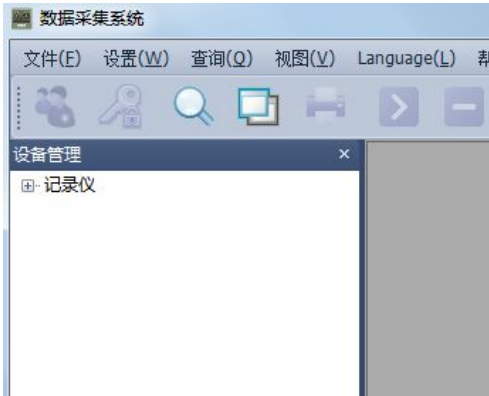 数据采集系统
文件(F) 设置(W) 查询(Q) 视图(V) Language(L) 帮
设备管理
记录仪